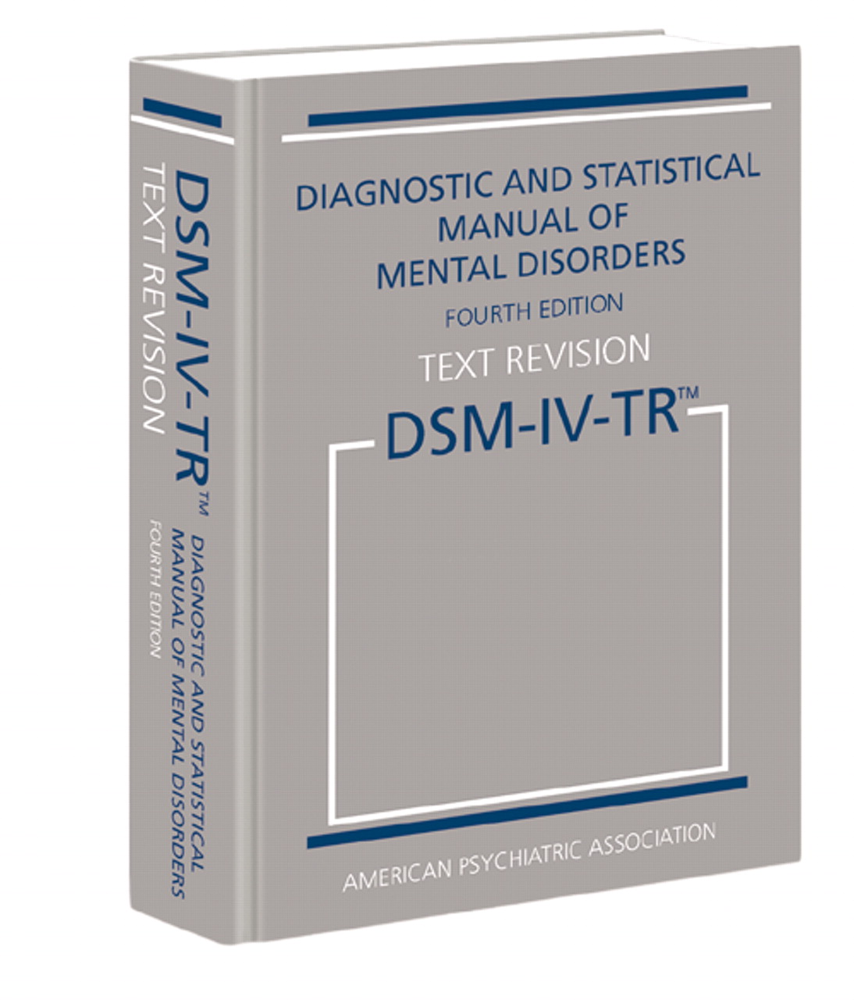 DIAGNOSTIC AND STATISTICAL
MANUAL OF
MENTAL DISORDERS
FOURTH EDITION
TEXT REVISION
DSM-IV-TR™
AMERICAN PSYCHIATRIC ASSOCIATION
DSM-IV-TR™
TEXT REVISION
DIAGNOSTIC AND STATISTICAL
MANUAL OF MENTAL DISORDERS
FOURTH EDITION